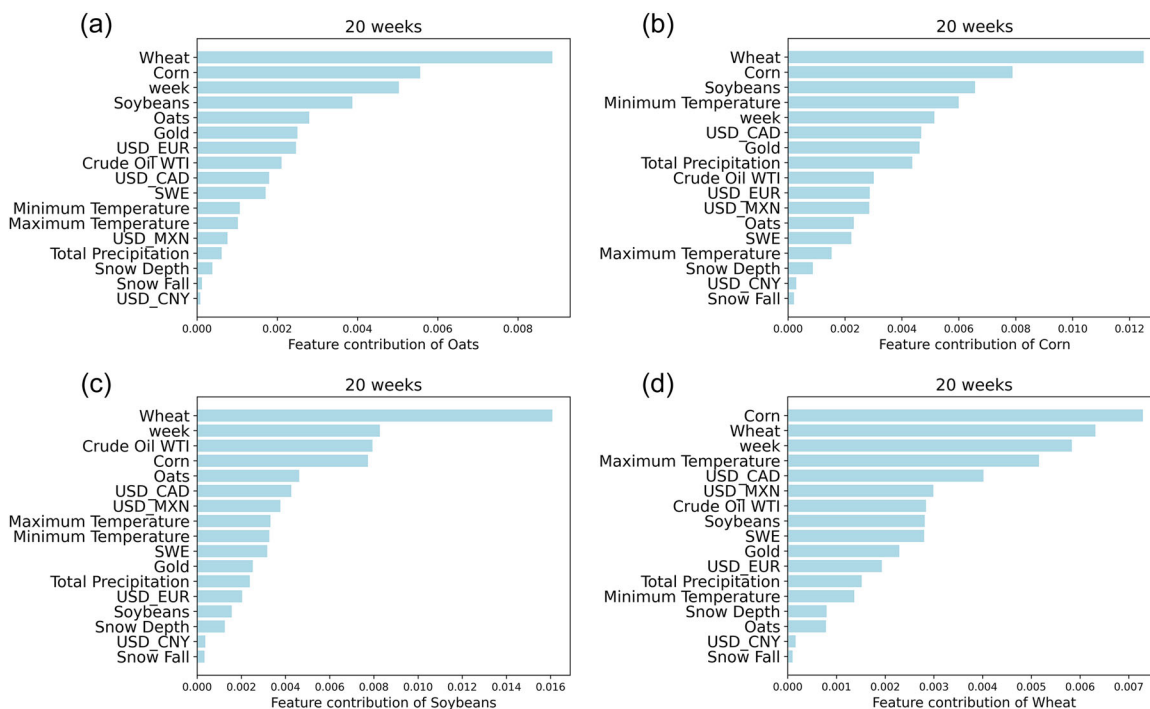 (a)
20 weeks
Wheat
Corn
week
Soybeans
Oats
Gold
USD_EUR
Crude Oil WTI
USD_CAD
SWE
Minimum Temperature
Maximum Temperature
USD_MXN
Total Precipitation
Snow Depth
Snow Fall
USD_CNY
0.000 0.002 0.004 0.006 0.008
Feature contribution of Oats
(b)
20 weeks
Wheat
Corn
Soybeans
Minimum Temperature
week
USD_CAD
Gold
Total Precipitation
Crude Oil WTI
USD_EUR
USD_MXN
Oats
SWE
Maximum Temperature
Snow Depth
USD_CNY
Snow Fall
0.000 0.002 0.004 0.006 0.008 0.010 0.012
Feature contribution of Corn
(c)
20 weeks
Wheat
week
Crude Oil WTI
Corn
Oats
USD_CAD
USD_MXN
Maximum Temperature
Minimum Temperature
SWE
Gold
Total Precipitation
USD_EUR
Soybeans
Snow Depth
USD_CNY
Snow Fall
0.000 0.002 0.004 0.006 0.008 0.010 0.012 0.014 0.016
Feature contribution of Soybeans
(d)
20 weeks
Corn
Wheat
week
Maximum Temperature
USD_CAD
USD_MXN
Crude Oil WTI
Soybeans
SWE
Gold
USD_EUR
Total Precipitation
Minimum Temperature
Snow Depth
Oats
USD_CNY
Snow Fall
0.000 0.001 0.002 0.003 0.004 0.005 0.006 0.007
Feature contribution of Wheat